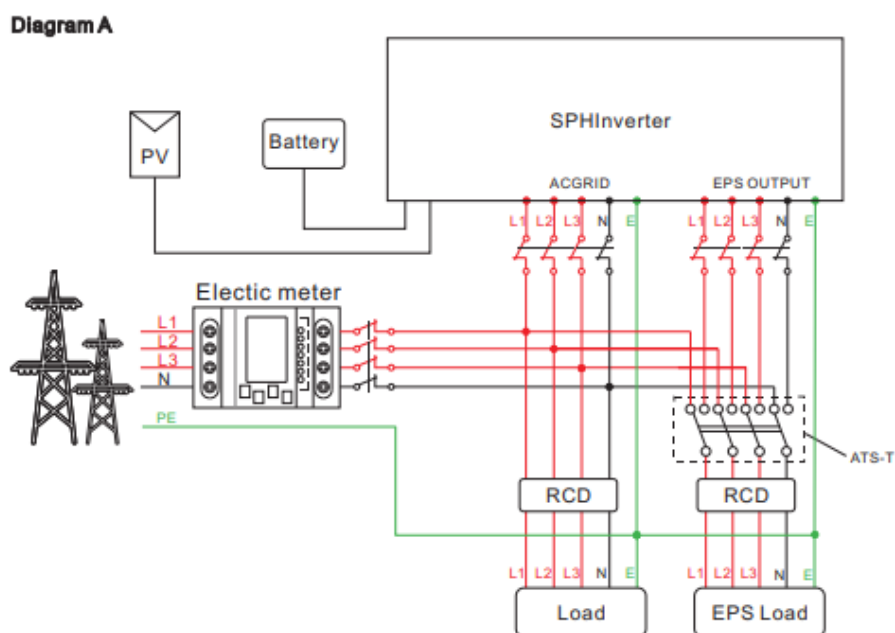 Diagram A
SPHInverter
PV
Battery
ACGRID
EPS OUTPUT
L1 L2 L3 N E
L1 L2 L3 N E
Electic meter
L1
L2
L3
N
PE
ATS-T
RCD
RCD
L1 L2 L3 N E
L1 L2 L3 N E
Load
EPS Load